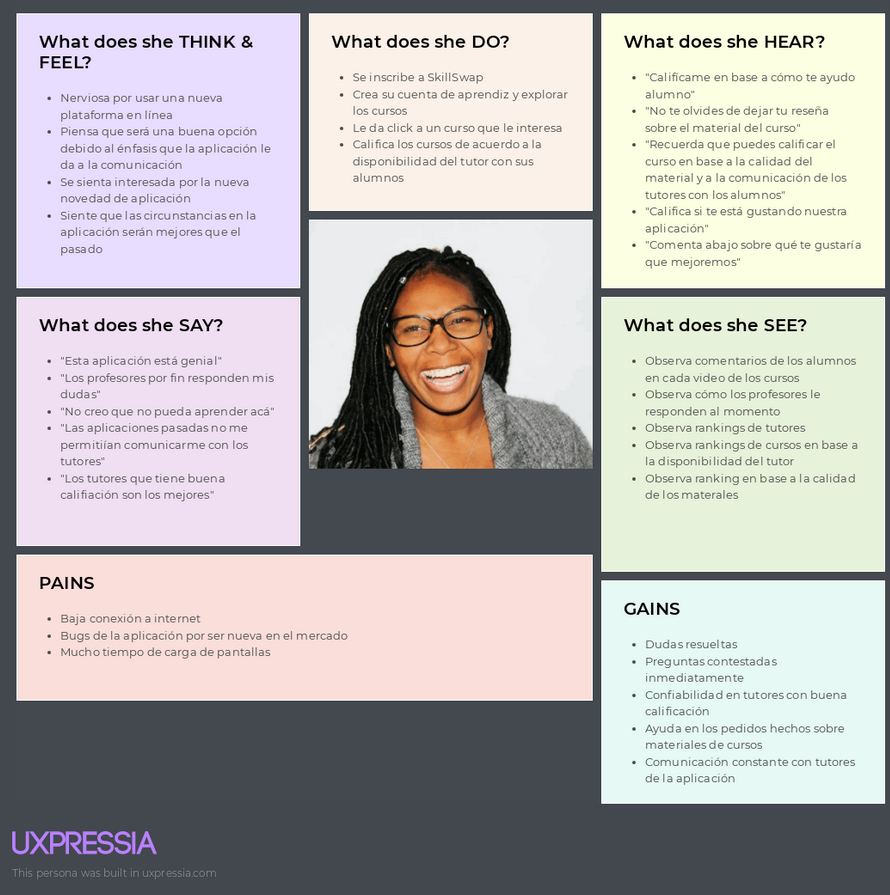 What does she THINK &
FEEL?
Nerviosa por usar una nueva
plataforma en línea
Piensa que será una buena opción
debido al énfasis que la aplicación le
da a la comunicación
Se sienta interesada por la nueva
novedad de aplicación
Siente que las circunstancias en la
aplicación serán mejores que el
pasado
What does she DO?
Se inscribe a SkillSwap
Crea su cuenta de aprendiz y explorar
los cursos
Le da click a un curso que le interesa
Califica los cursos de acuerdo a la
disponibilidad del tutor con sus
alumnos
What does she HEAR?
"Califícame en base a cómo te ayudo
alumno"
"No te olvides de dejar tu reseña
sobre el material del curso"
"Recuerda que puedes calificar el
curso en base a la calidad del
material y a la comunicación de los
tutores con los alumnos"
"Califica si te está gustando nuestra
aplicación"
"Comenta abajo sobre qué te gustaría
que mejoremos"
What does she SAY?
"Esta aplicación está genial"
"Los profesores por fin responden mis
dudas"
"No creo que no pueda aprender acá"
"Las aplicaciones pasadas no me
permitíian comunicarme con los
tutores"
"Los tutores que tiene buena
califiación son los mejores"
What does she SEE?
Observa comentarios de los alumnos
en cada video de los cursos
Observa cómo los profesores le
responden al momento
Observa rankings de tutores
Observa rankings de cursos en base a
la disponibilidad del tutor
Observa ranking en base a la calidad
de los materales
PAINS
Baja conexión a internet
Bugs de la aplicación por ser nueva en el mercado
Mucho tiempo de carga de pantallas
GAINS
Dudas resueltas
Preguntas contestadas
inmediatamente
Confiabilidad en tutores con buena
calificación
Ayuda en los pedidos hechos sobre
materiales de cursos
Comunicación constante con tutores
de la aplicación
UXPRESSIA
This persona was built in uxpressia.com